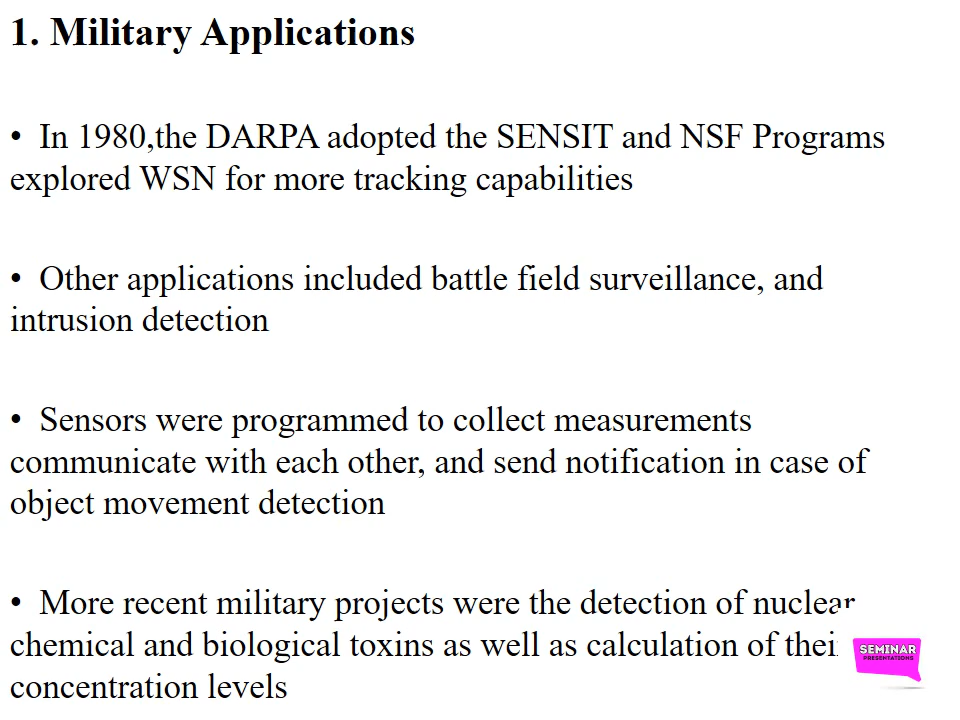 1. Military Applications
• In 1980,the DARPA adopted the SENSIT and NSF Programs
explored WSN for more tracking capabilities
• Other applications included battle field surveillance, and
intrusion detection
• Sensors were programmed to collect measurements
communicate with each other, and send notification in case of
object movement detection
• More recent military projects were the detection of nuclear
chemical and biological toxins as well as calculation of their
concentration levels
SEMINAR
PRESENTATIONS